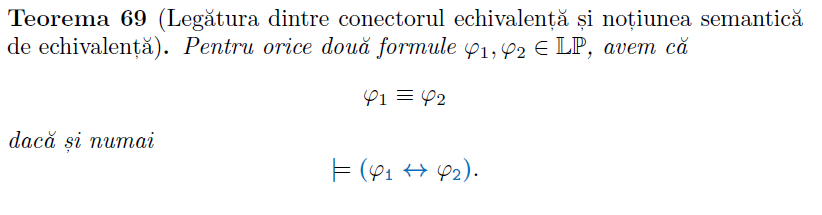 Teorema 69 (Legătura dintre conectorul echivalență și noțiunea semantică
de echivalență). Pentru orice două formule φ₁, φ₂ ∈ 𝕃ℙ, avem că
φ₁ ≡ φ₂
dacă și numai
⊨ (φ₁ ↔ φ₂).